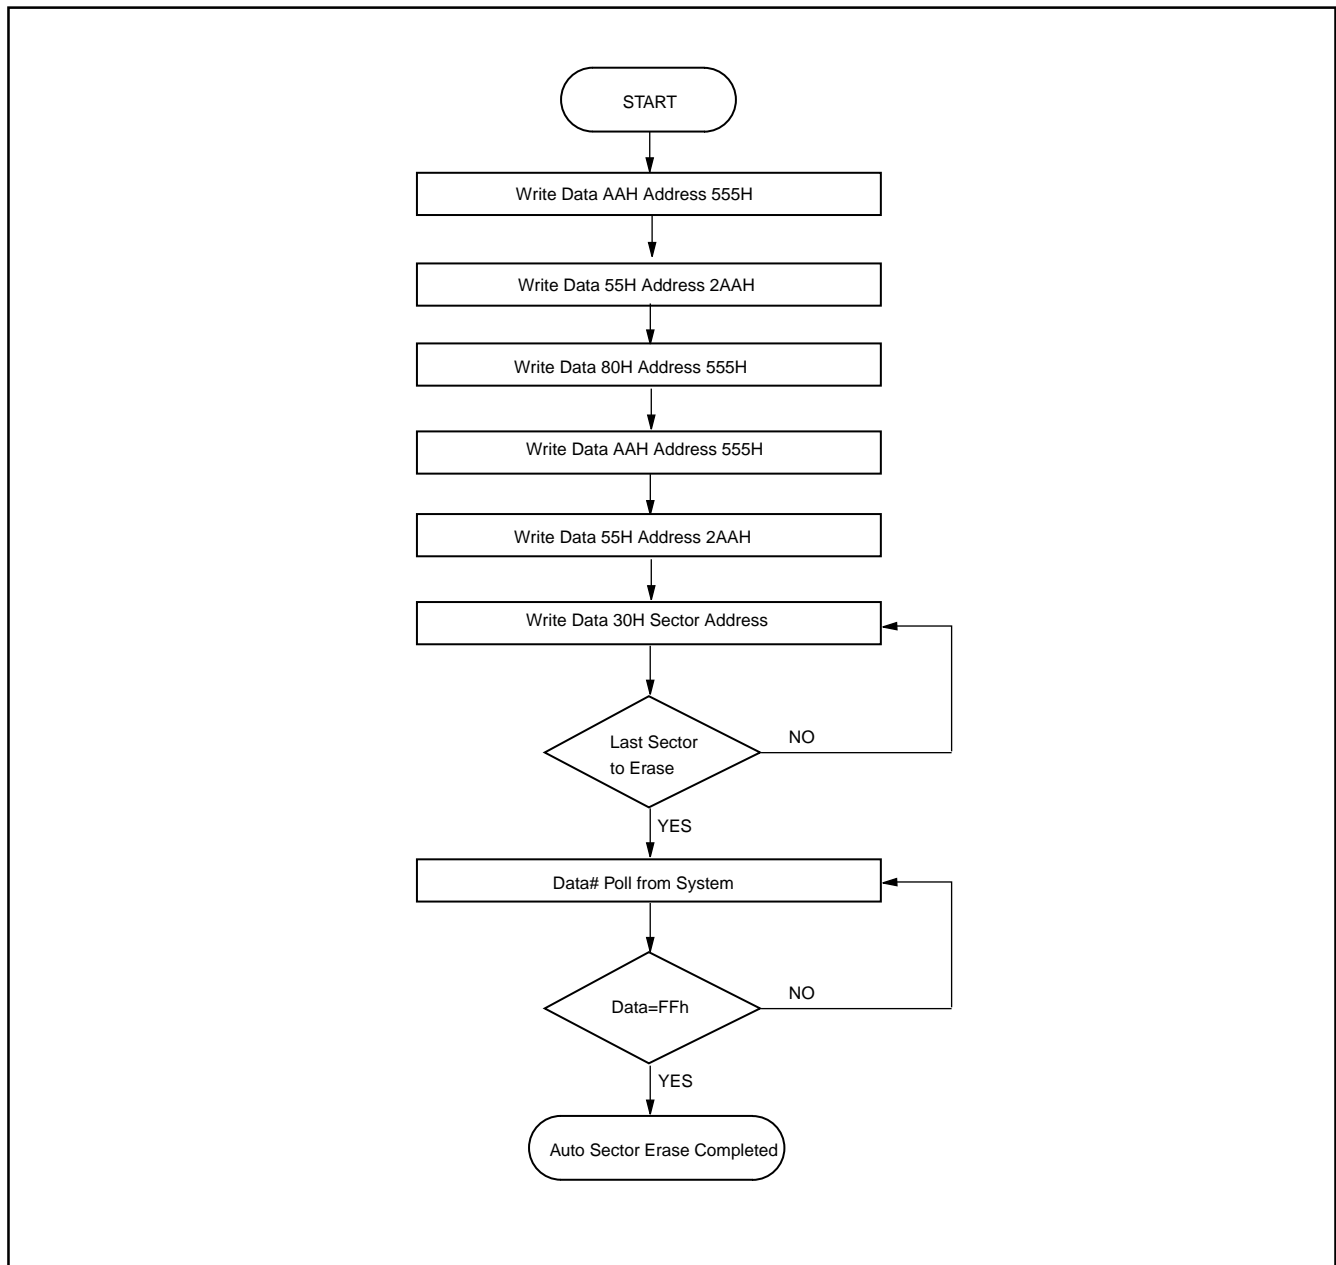 START
Write Data AAH Address 555H
Write Data 55H Address 2AAH
Write Data 80H Address 555H
Write Data AAH Address 555H
Write Data 55H Address 2AAH
Write Data 30H Sector Address
Last Sector
to Erase
NO
YES
Data# Poll from System
Data=FFh
NO
YES
Auto Sector Erase Completed